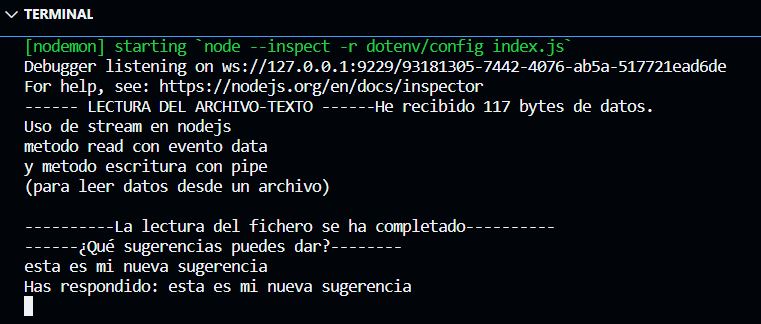 TERMINAL
[nodemon] starting `node --inspect -r dotenv/config index.js`
Debugger listening on ws://127.0.0.1:9229/93181305-7442-4076-ab5a-517721ead6de
For help, see: https://nodejs.org/en/docs/inspector
------ LECTURA DEL ARCHIVO-TEXTO ------He recibido 117 bytes de datos.
Uso de stream en nodejs
metodo read con evento data
y metodo escritura con pipe
(para leer datos desde un archivo)
----------La lectura del fichero se ha completado----------
------¿Qué sugerencias puedes dar?--------
esta es mi nueva sugerencia
Has respondido: esta es mi nueva sugerencia